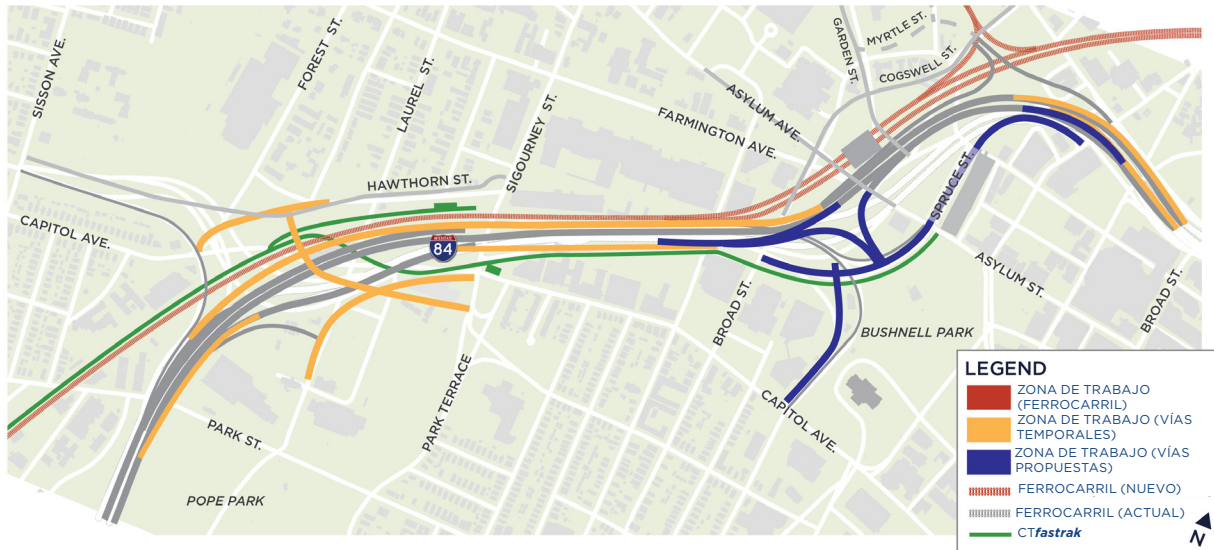 SISSON AVE.
FOREST ST.
LAUREL ST.
SIGOURNEY ST.
GARDEN ST.
MYRTLE ST.
COGSWELL ST.
ASYLUM AVE.
FARMINGTON AVE.
HAWTHORN ST.
CAPITOL AVE.
84
SPRUCE ST.
ASYLUM ST.
BROAD ST.
BROAD ST.
BUSHNELL PARK
PARK TERRACE
CAPITOL AVE.
PARK ST.
POPE PARK
LEGEND
ZONA DE TRABAJO
(FERROCARRIL)
ZONA DE TRABAJO (VÍAS
TEMPORALES)
ZONA DE TRABAJO (VÍAS
PROPUESTAS)
FERROCARRIL (NUEVO)
FERROCARRIL (ACTUAL)
CTfastrak
N